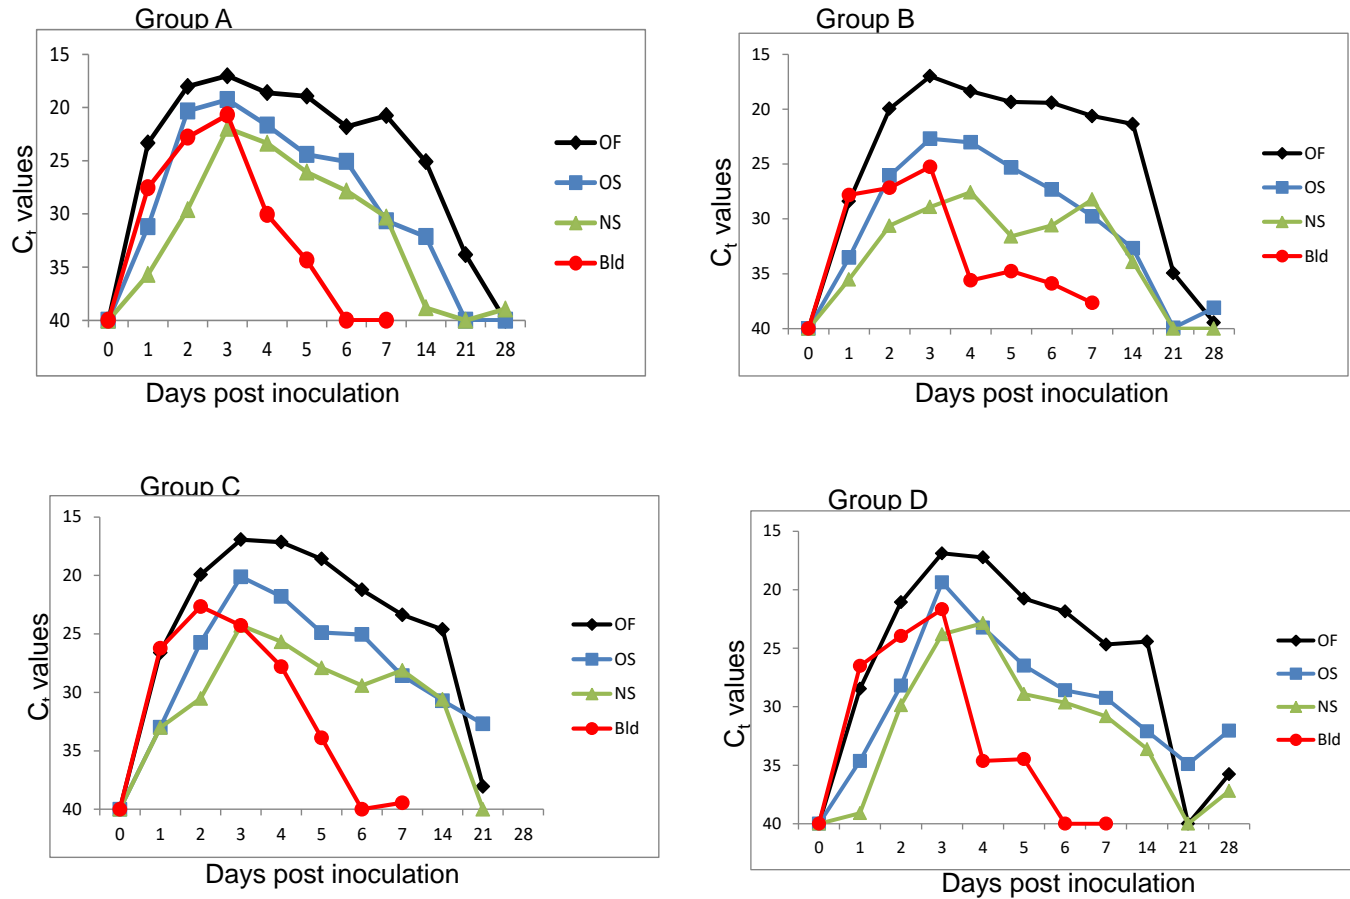 Group A
15
20
25
30
35
40
Ct values
0 1 2 3 4 5 6 7 14 21 28
Days post inoculation
OF
OS
NS
Bld
Group B
15
20
25
30
35
40
Ct values
0 1 2 3 4 5 6 7 14 21 28
Days post inoculation
OF
OS
NS
Bld
Group C
15
20
25
30
35
40
Ct values
0 1 2 3 4 5 6 7 14 21 28
Days post inoculation
OF
OS
NS
Bld
Group D
15
20
25
30
35
40
Ct values
0 1 2 3 4 5 6 7 14 21 28
Days post inoculation
OF
OS
NS
Bld